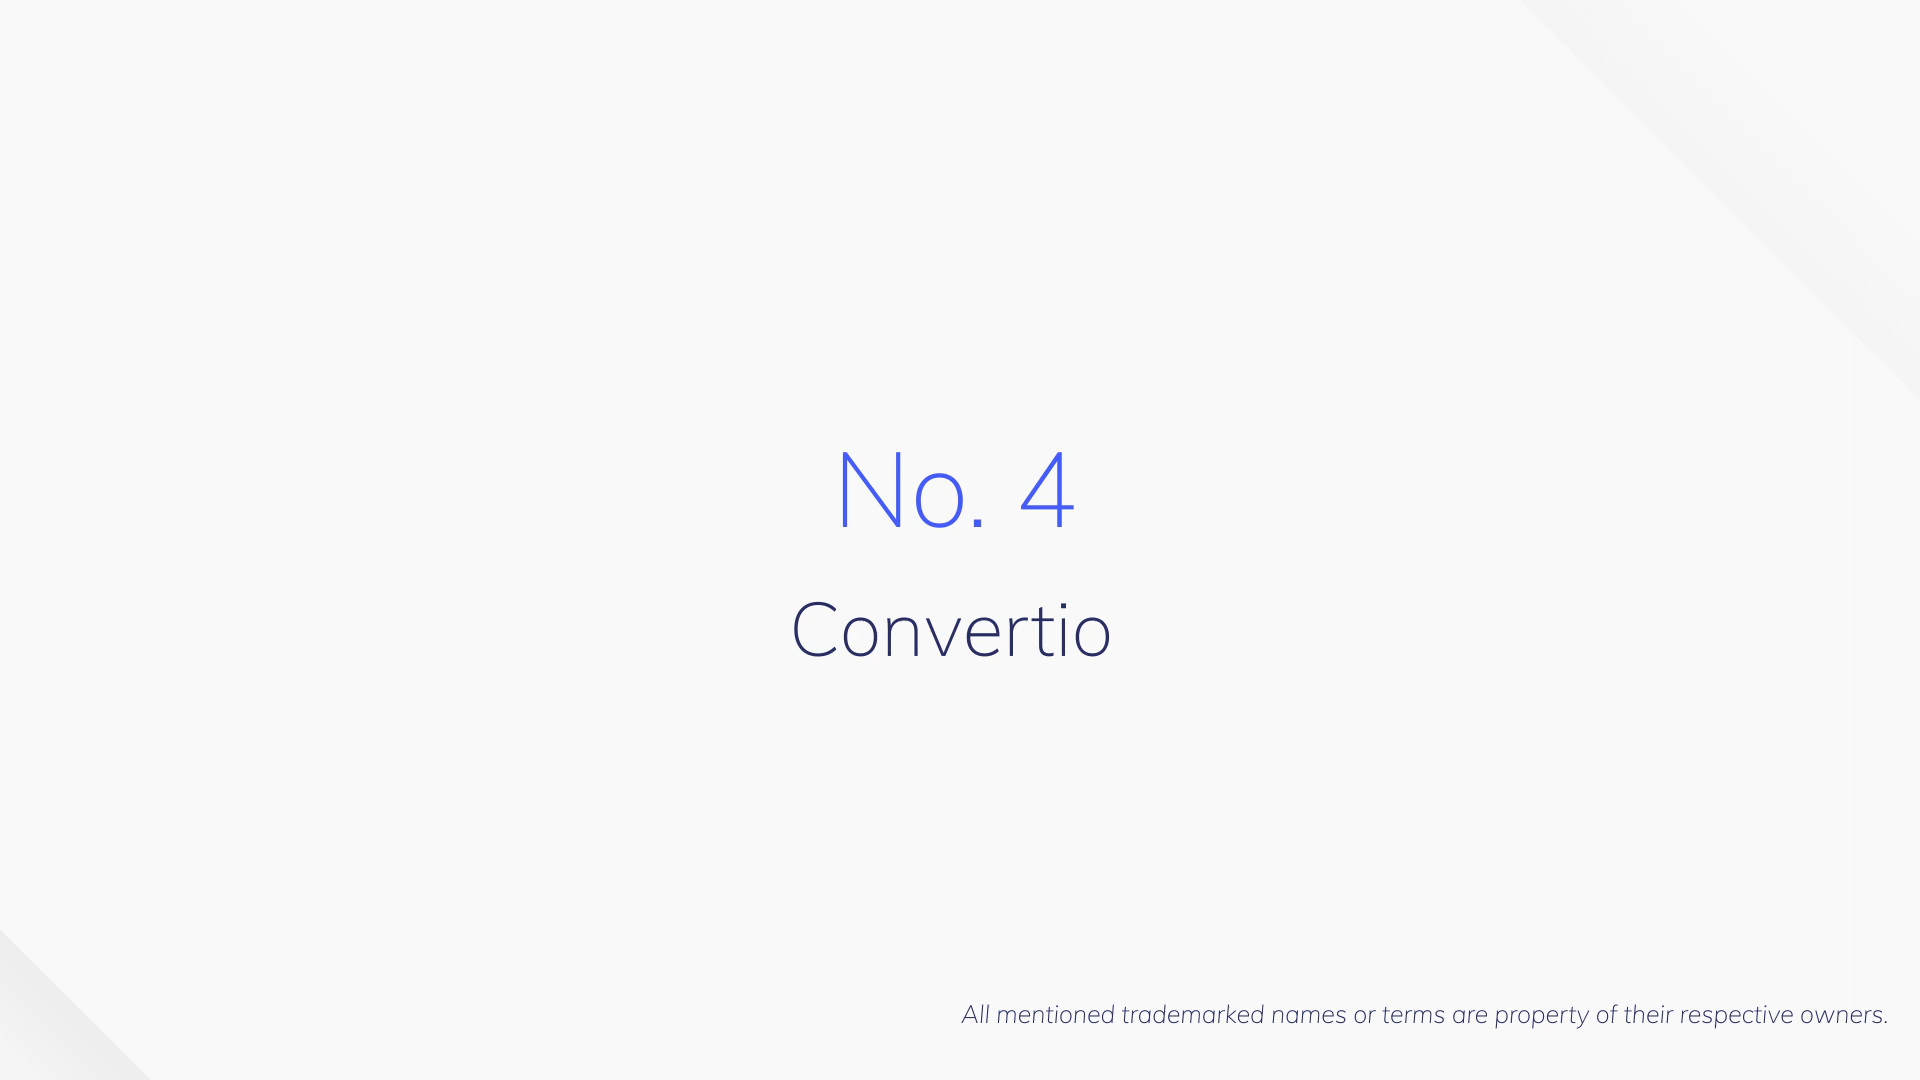 No. 4
Convertio
All mentioned trademarked names or terms are property of their respective owners.